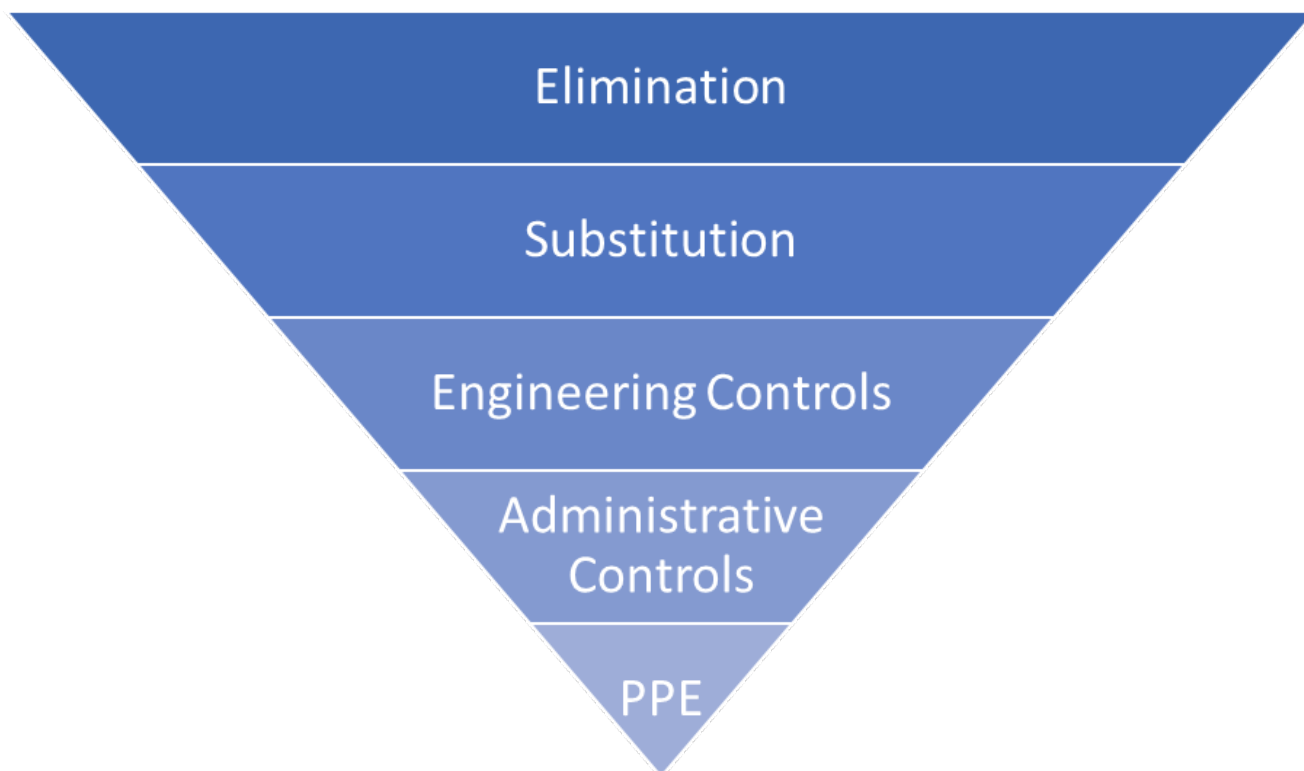 Elimination
Substitution
Engineering Controls
Administrative
Controls
PPE